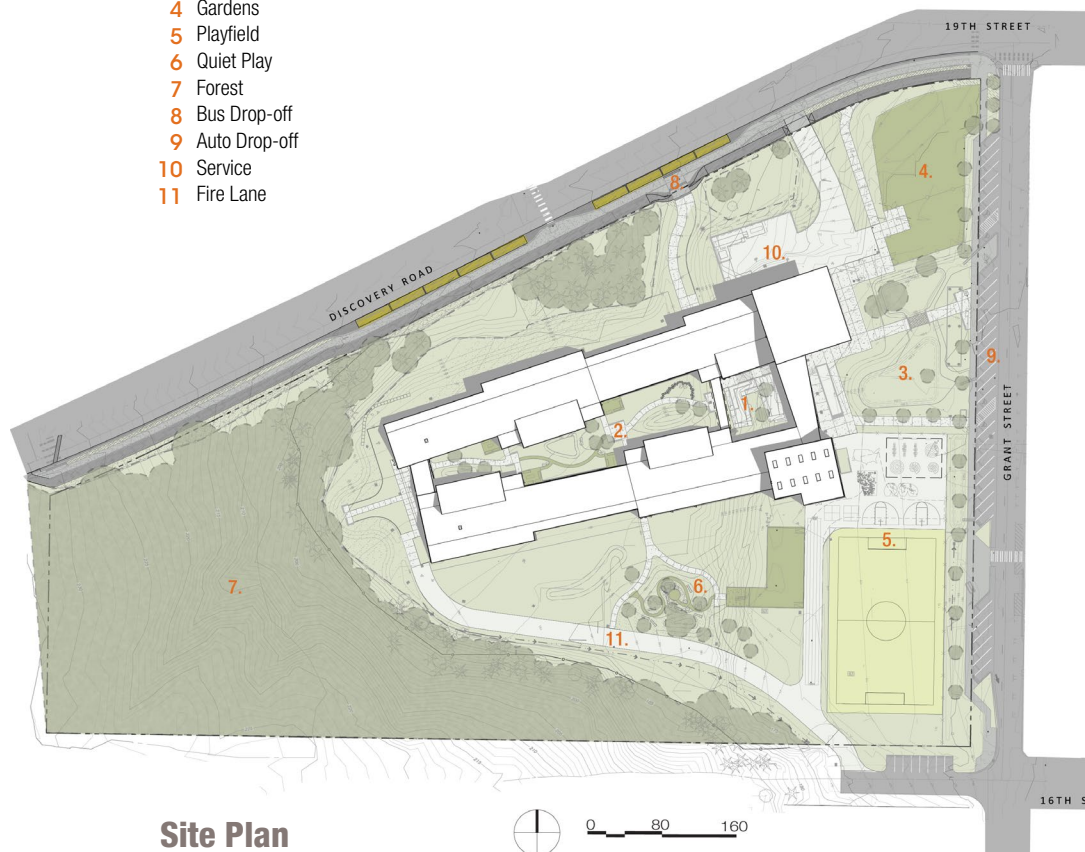 4 Gardens
5 Playfield
6 Quiet Play
7 Forest
8 Bus Drop-off
9 Auto Drop-off
10 Service
11 Fire Lane
19TH STREET
4.
8.
DISCOVERY ROAD
10.
9.
3.
1.
2.
GRANT STREET
5.
7.
6.
11.
16TH S
Site Plan
0 80 160